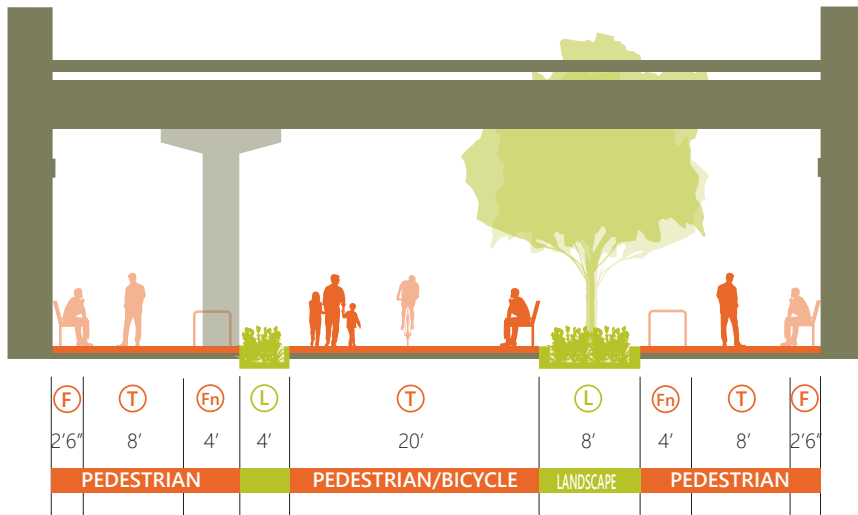 F T Fn L T L Fn T F
2'6" 8' 4' 4' 20' 8' 4' 8' 2'6"
PEDESTRIAN PEDESTRIAN/BICYCLE LANDSCAPE PEDESTRIAN